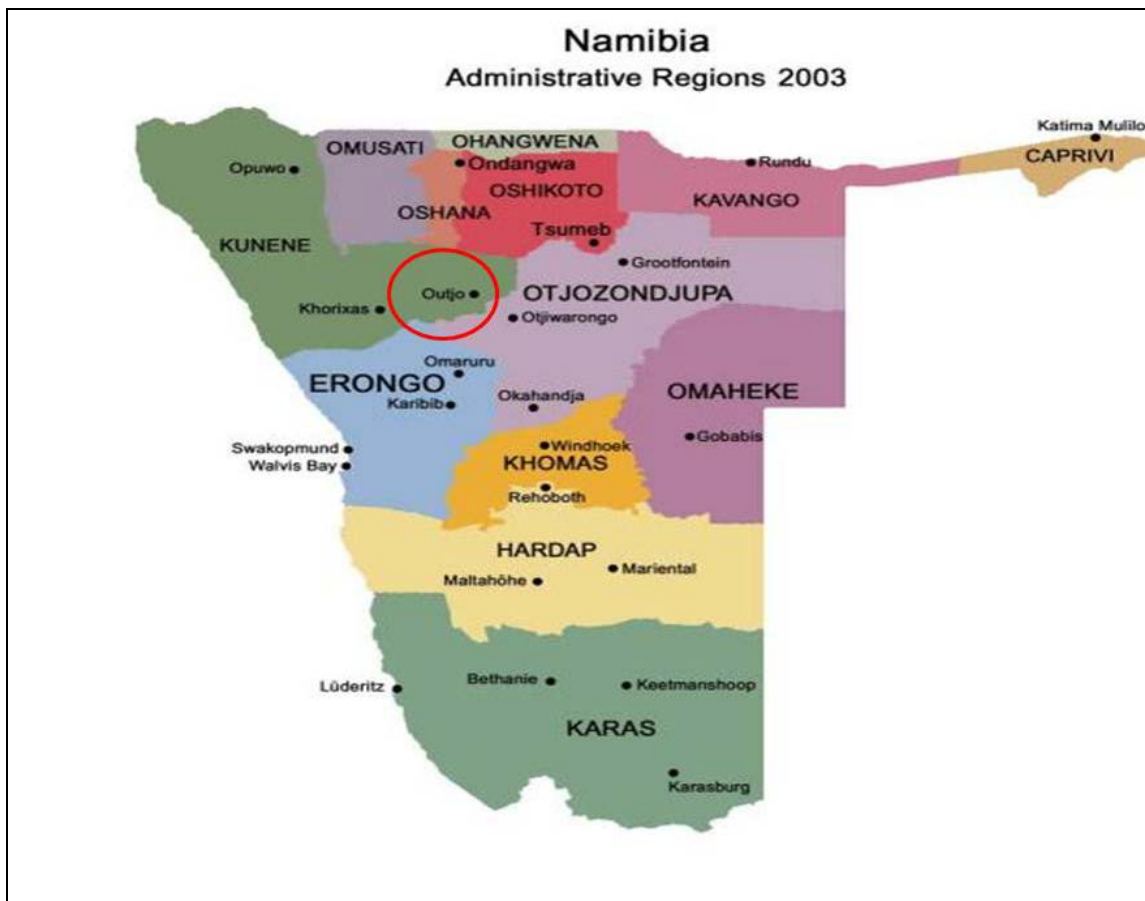 Namibia
Administrative Regions 2003
Katima Mulilo
OHANGWENA
OMUSATI
CAPRIVI
Opuwo
Ondangwa
Rundu
OSHIKOTO
KAVANGO
OSHANA
Tsumeb
KUNENE
Grootfontein
Outjo
OTJOZONDJUPA
Khorixas
Otjiwarongo
Omaruru
ERONGO
OMAHEKE
Okahandja
Karibib
Gobabis
Swakopmund
Windhoek
Walvis Bay
KHOMAS
Rehoboth
HARDAP
Mariental
Maltahöhe
Bethanie
Keetmanshoop
Lüderitz
KARAS
Karasburg